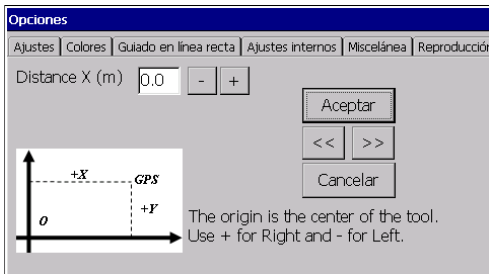 Opciones
Ajustes Colores Guiado en línea recta Ajustes internos Miscelánea Reproducción
Distance X (m) 0.0 - +
Aceptar
<< >>
Cancelar
+X GPS
+Y
O
The origin is the center of the tool.
Use + for Right and - for Left.